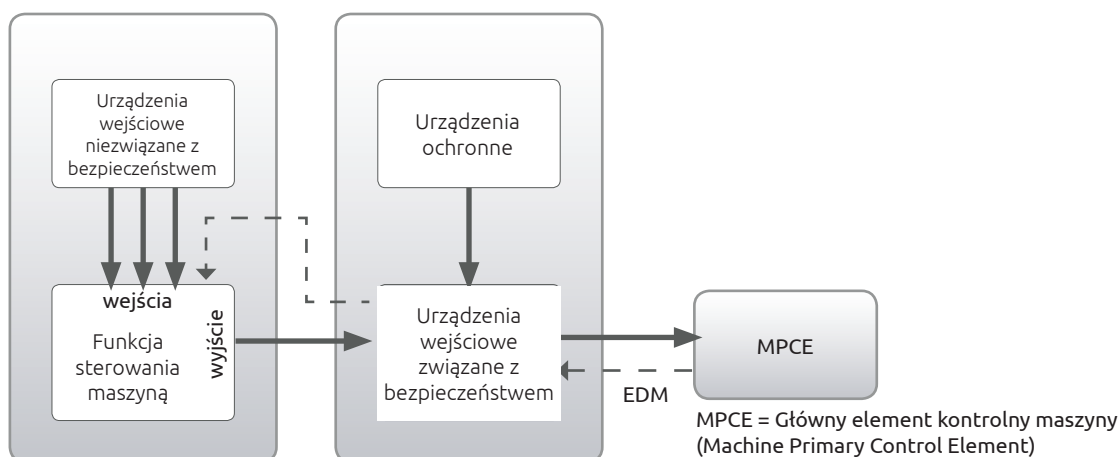 Urządzenia
wejściowe
niezwiązane z
bezpieczeństwem
Urządzenia
ochronne
wejścia
Funkcja
sterowania
maszyną
wyjście
Urządzenia
wejściowe
związane z
bezpieczeństwem
MPCE
EDM
MPCE = Główny element kontrolny maszyny
(Machine Primary Control Element)